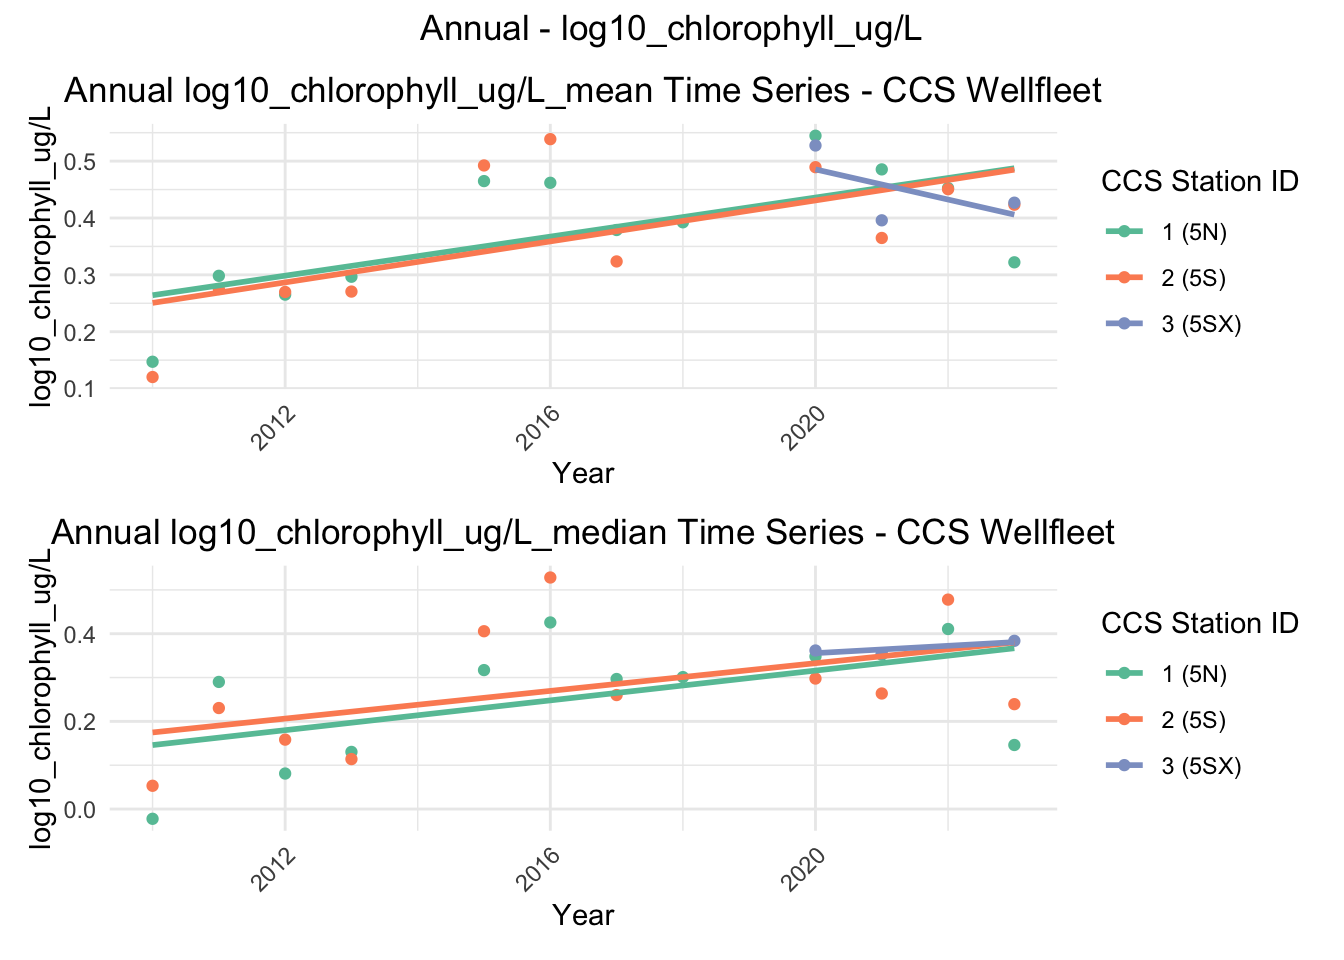 Annual - log10_chlorophyll_ug/L
Annual log10_chlorophyll_ug/L_mean Time Series - CCS Wellfleet
log10_chlorophyll_ug/L
0.5
0.4
0.3
0.2
0.1
2012
2016
2020
Year
CCS Station ID
1 (5N)
2 (5S)
3 (5SX)
Annual log10_chlorophyll_ug/L_median Time Series - CCS Wellfleet
log10_chlorophyll_ug/L
0.4
0.2
0.0
2012
2016
2020
Year
CCS Station ID
1 (5N)
2 (5S)
3 (5SX)